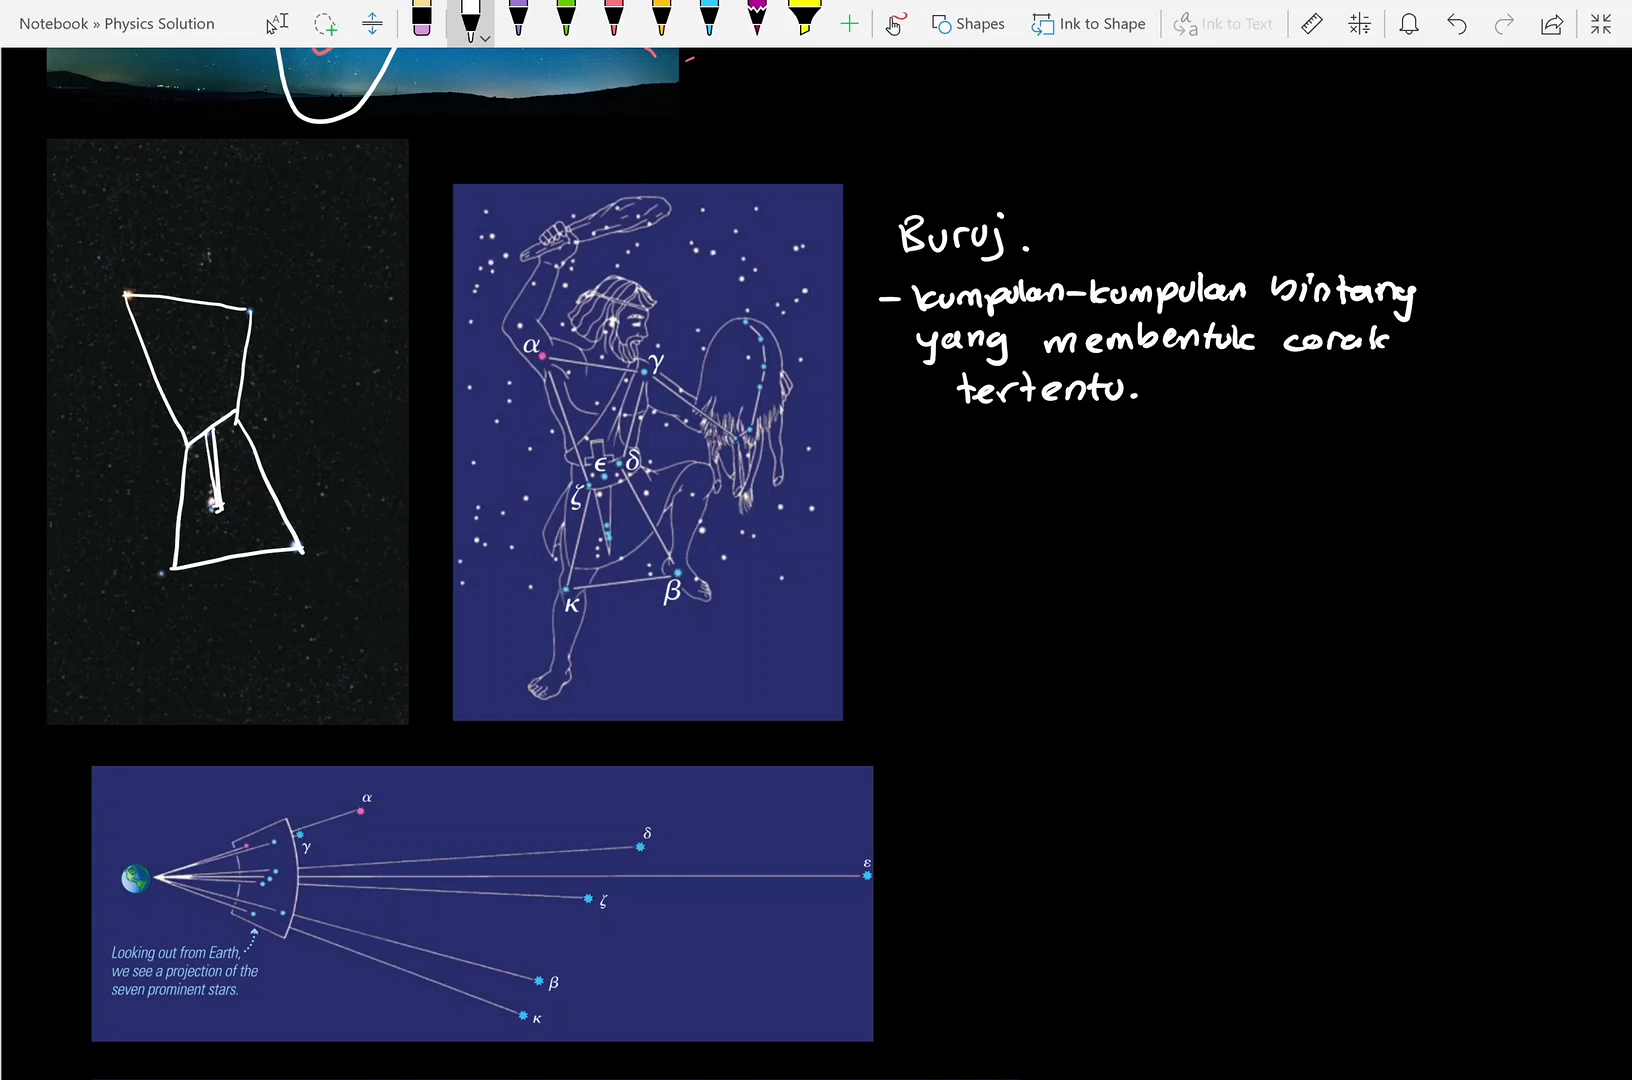 Notebook » Physics Solution
Shapes
Ink to Shape
Ink to Text
Buruj.
- kumpulan-kumpulan bintang
yang membentuk corak
tertentu.
α
γ
ϵ
δ
ζ
κ
β
α
γ
δ
ε
ζ
β
κ
Looking out from Earth,
we see a projection of the
seven prominent stars.